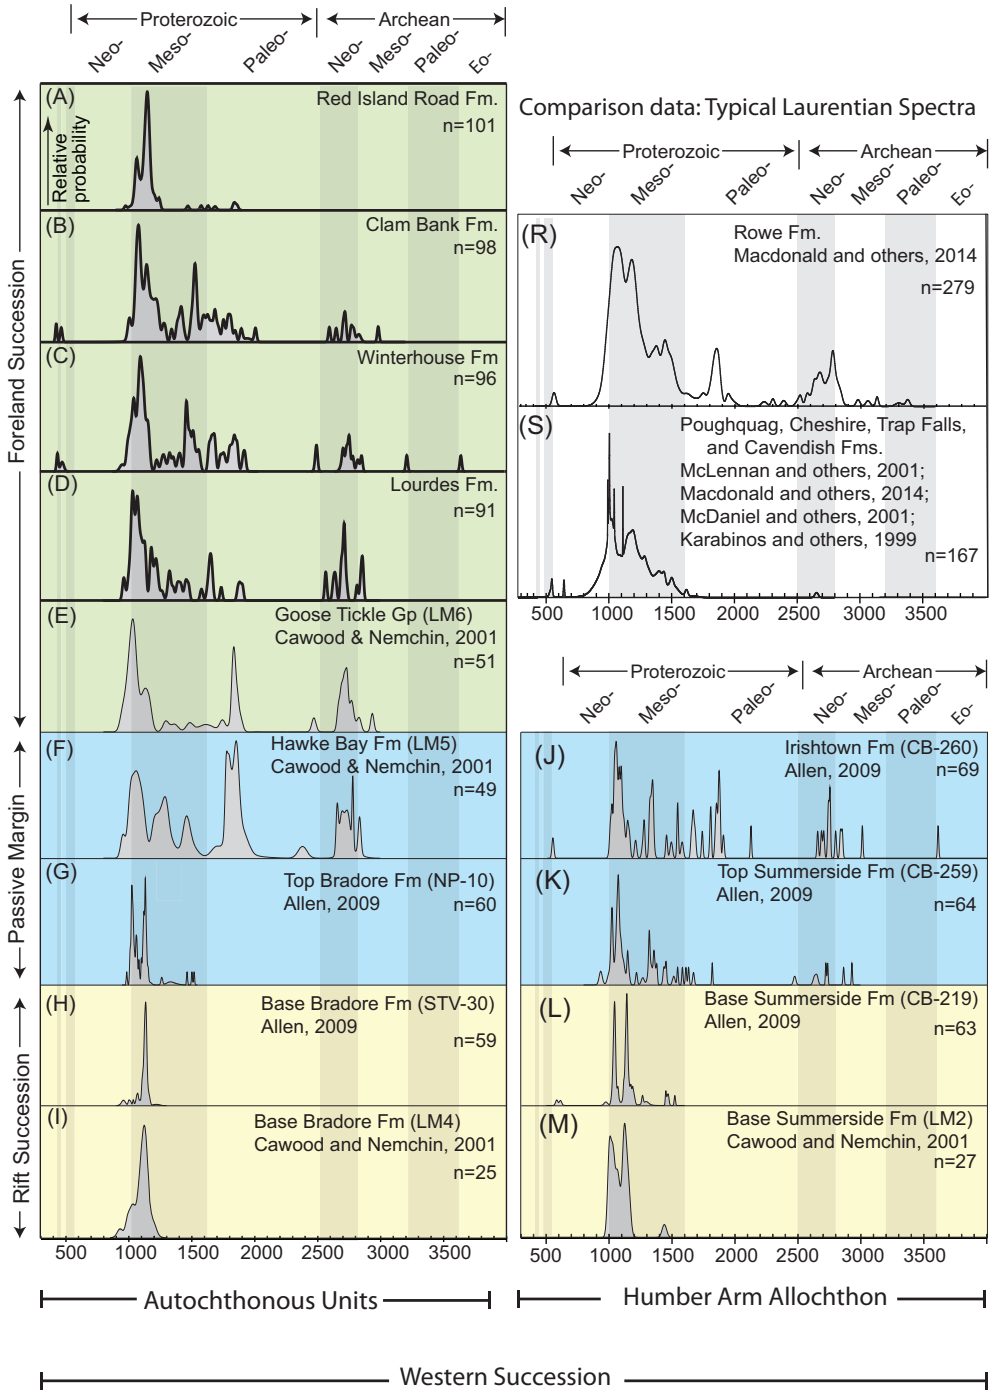 Proterozoic
Archean
Neo-
Meso-
Paleo-
Neo-
Meso-
Paleo-
Eo-
Foreland Succession
Passive Margin
Rift Succession
(A)
Relative
probability
Red Island Road Fm.
n=101
(B)
Clam Bank Fm.
n=98
(C)
Winterhouse Fm
n=96
(D)
Lourdes Fm.
n=91
(E)
Goose Tickle Gp (LM6)
Cawood & Nemchin, 2001
n=51
(F)
Hawke Bay Fm (LM5)
Cawood & Nemchin, 2001
n=49
(G)
Top Bradore Fm (NP-10)
Allen, 2009
n=60
(H)
Base Bradore Fm (STV-30)
Allen, 2009
n=59
(I)
Base Bradore Fm (LM4)
Cawood and Nemchin, 2001
n=25
500 1000 1500 2000 2500 3000 3500
Autochthonous Units
Comparison data: Typical Laurentian Spectra
Proterozoic
Archean
Neo-
Meso-
Paleo-
Neo-
Meso-
Paleo-
Eo-
(R)
Rowe Fm.
Macdonald and others, 2014
n=279
(S)
Poughquag, Cheshire, Trap Falls,
and Cavendish Fms.
McLennan and others, 2001;
Macdonald and others, 2014;
McDaniel and others, 2001;
Karabinos and others, 1999
n=167
500 1000 1500 2000 2500 3000 3500
Proterozoic
Archean
Neo-
Meso-
Paleo-
Neo-
Meso-
Paleo-
Eo-
(J)
Irishtown Fm (CB-260)
Allen, 2009
n=69
(K)
Top Summerside Fm (CB-259)
Allen, 2009
n=64
(L)
Base Summerside Fm (CB-219)
Allen, 2009
n=63
(M)
Base Summerside Fm (LM2)
Cawood and Nemchin, 2001
n=27
500 1000 1500 2000 2500 3000 3500
Humber Arm Allochthon
Western Succession